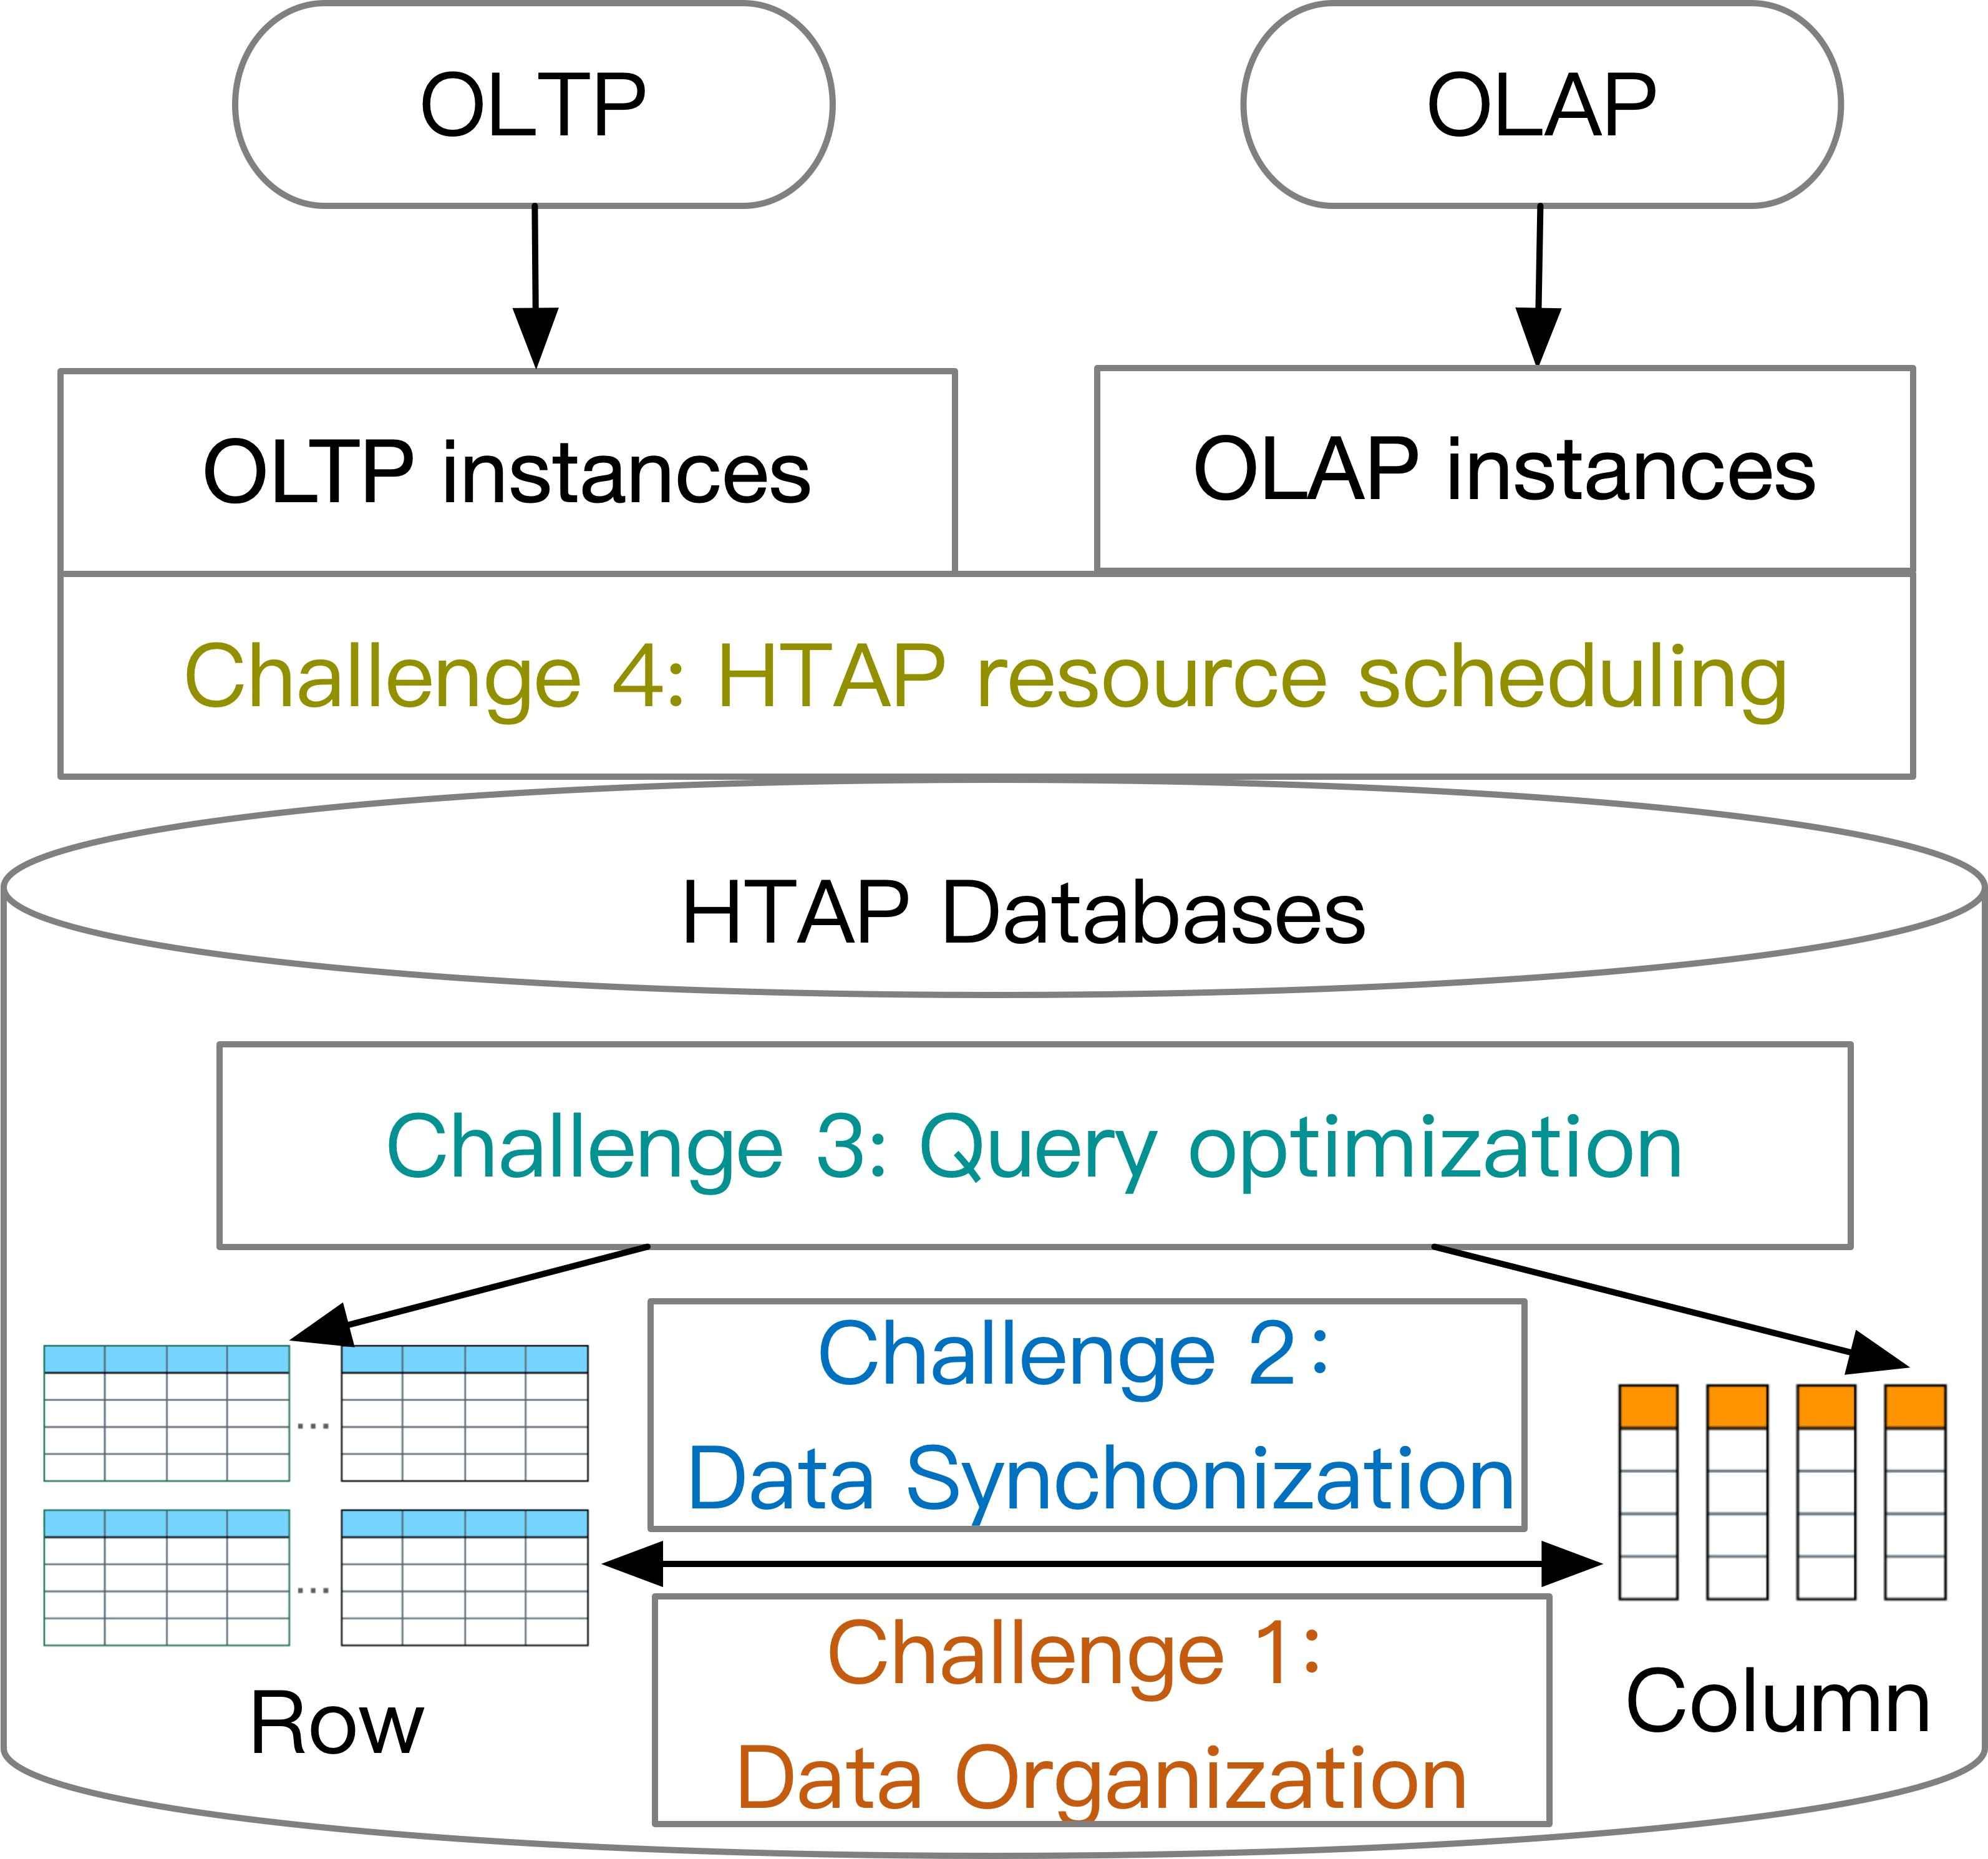 OLTP
OLAP
OLTP instances
OLAP instances
Challenge 4: HTAP resource scheduling
HTAP Databases
Challenge 3: Query optimization
Challenge 2:
Data Synchonization
...
...
Challenge 1:
Data Organization
Row
Column